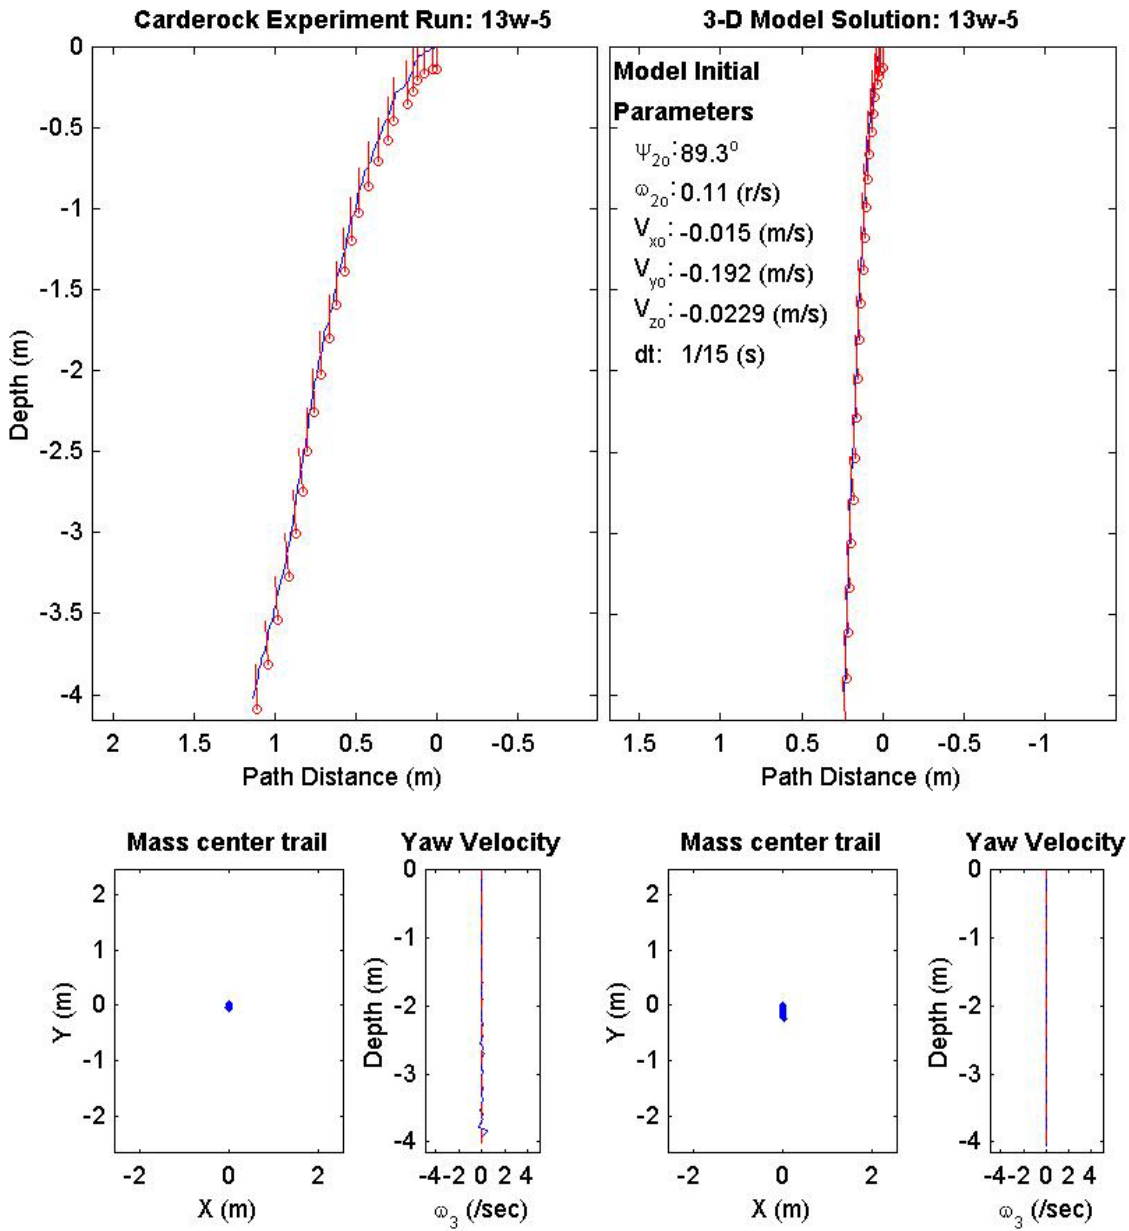 Carderock Experiment Run: 13w-5
3-D Model Solution: 13w-5
0
-0.5
-1
-1.5
-2
-2.5
-3
-3.5
-4
Depth (m)
2
1.5
1
0.5
0
-0.5
Path Distance (m)
Model Initial
Parameters
Ψ2o: 89.3o
ω2o: 0.11 (r/s)
Vxo: -0.015 (m/s)
Vyo: -0.192 (m/s)
Vzo: -0.0229 (m/s)
dt: 1/15 (s)
1.5
1
0.5
0
-0.5
-1
Path Distance (m)
Mass center trail
2
1
0
-1
-2
Y (m)
-2
0
2
X (m)
Yaw Velocity
0
-1
-2
-3
-4
Depth (m)
-4
-2
0
2
4
ω3 (/sec)
Mass center trail
2
1
0
-1
-2
Y (m)
-2
0
2
X (m)
Yaw Velocity
0
-1
-2
-3
-4
Depth (m)
-4
-2
0
2
4
ω3 (/sec)